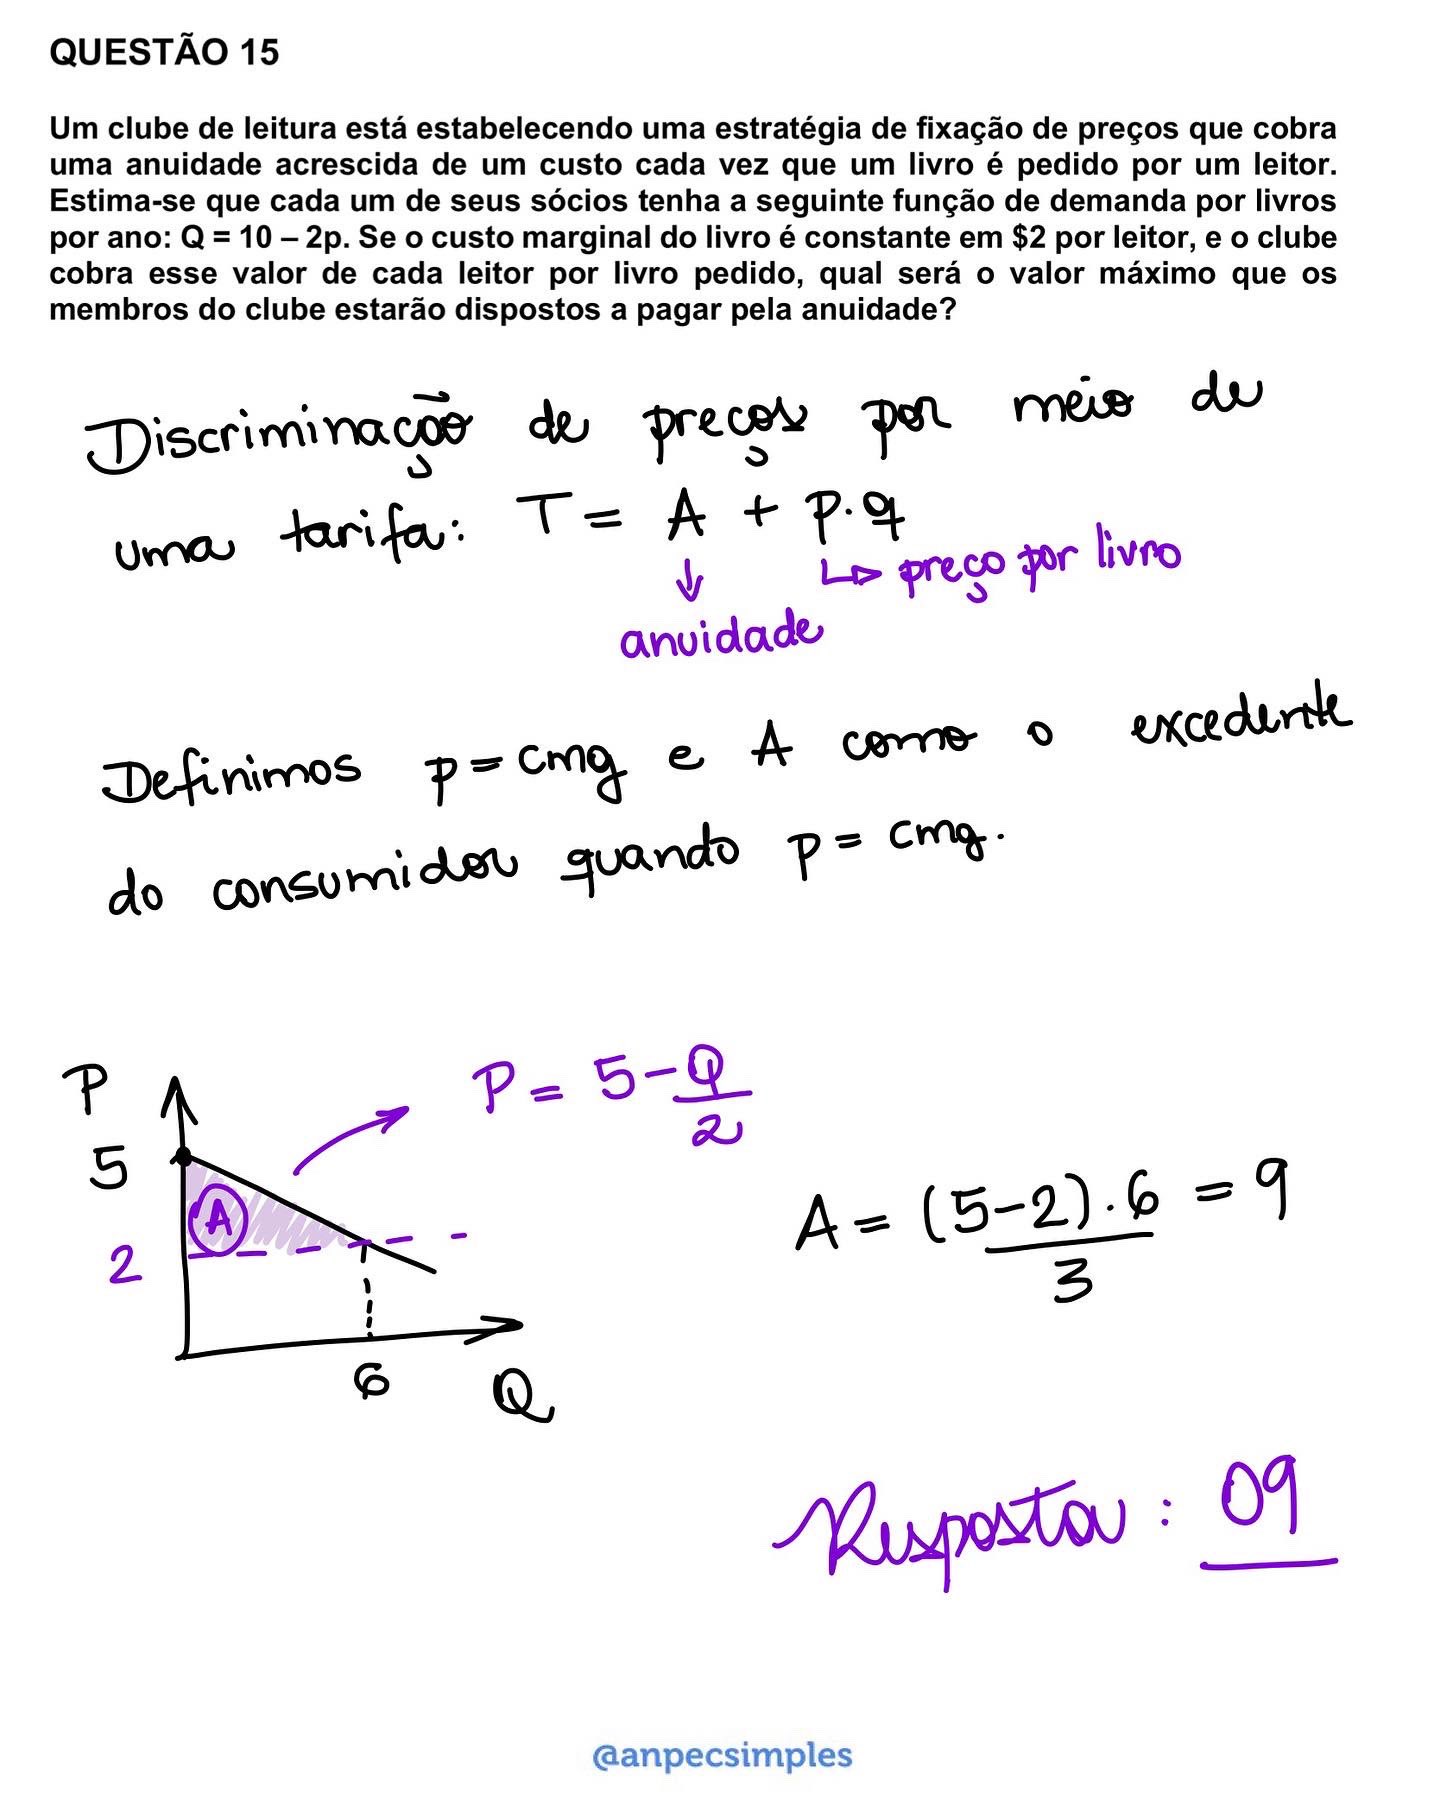 QUESTÃO 15
Um clube de leitura está estabelecendo uma estratégia de fixação de preços que cobra
uma anuidade acrescida de um custo cada vez que um livro é pedido por um leitor.
Estima-se que cada um de seus sócios tenha a seguinte função de demanda por livros
por ano: Q = 10 – 2p. Se o custo marginal do livro é constante em $2 por leitor, e o clube
cobra esse valor de cada leitor por livro pedido, qual será o valor máximo que os
membros do clube estarão dispostos a pagar pela anuidade?
Discriminação de preços por meio de
uma tarifa: T = A + p.q
↓ ↳ preço por livro
anuidade
Definimos p = cmg e A como o excedente
do consumidor quando p = cmg.
P
P = 5 - Q/2
5
A
2
6
Q
A = (5-2).6/3 = 9
Resposta: 09
@anpecsimples